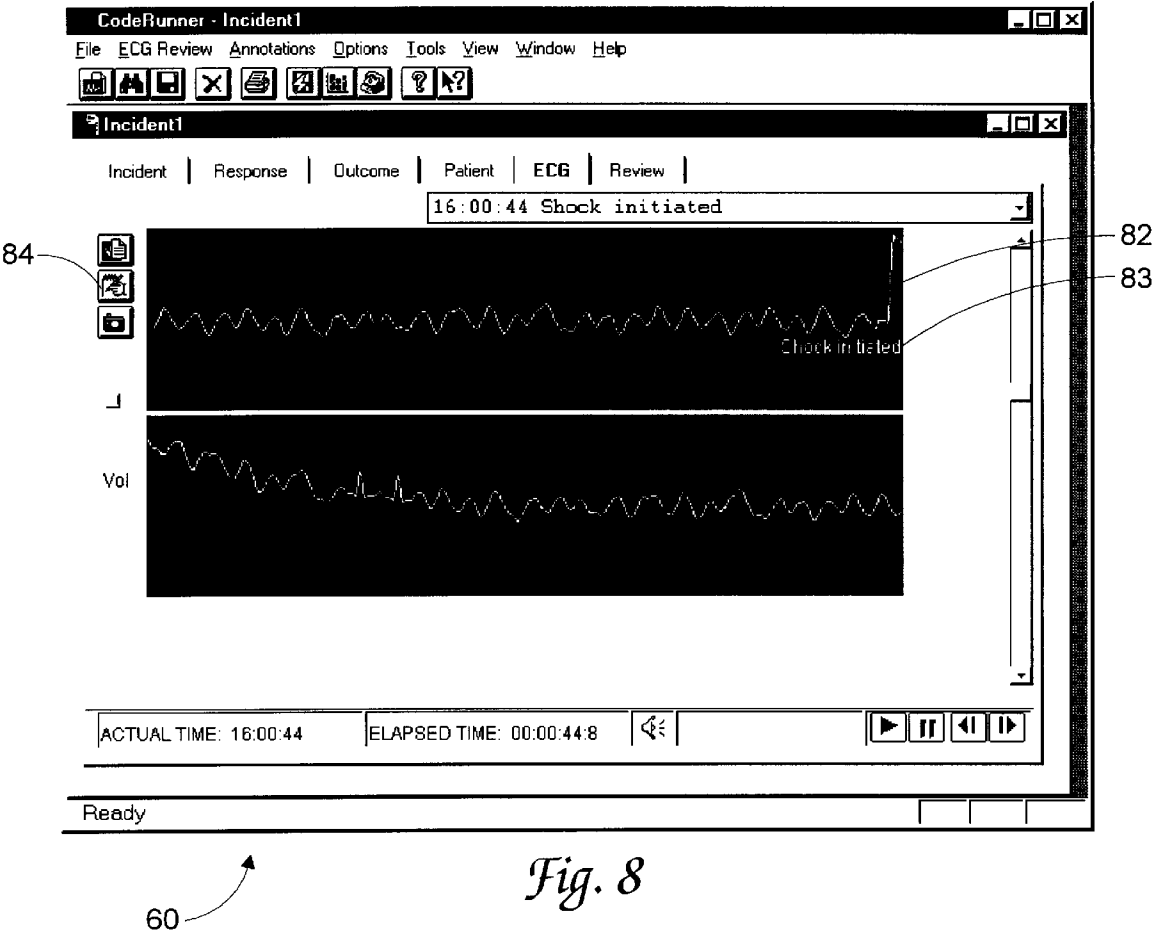 CodeRunner - Incident1
File ECG Review Annotations Options Tools View Window Help
Incident1
Incident Response Outcome Patient ECG Review
16:00:44 Shock initiated
82
84
83
Shock initiated
Vol
ACTUAL TIME: 16:00:44 ELAPSED TIME: 00:00:44:8
Ready
Fig. 8
60